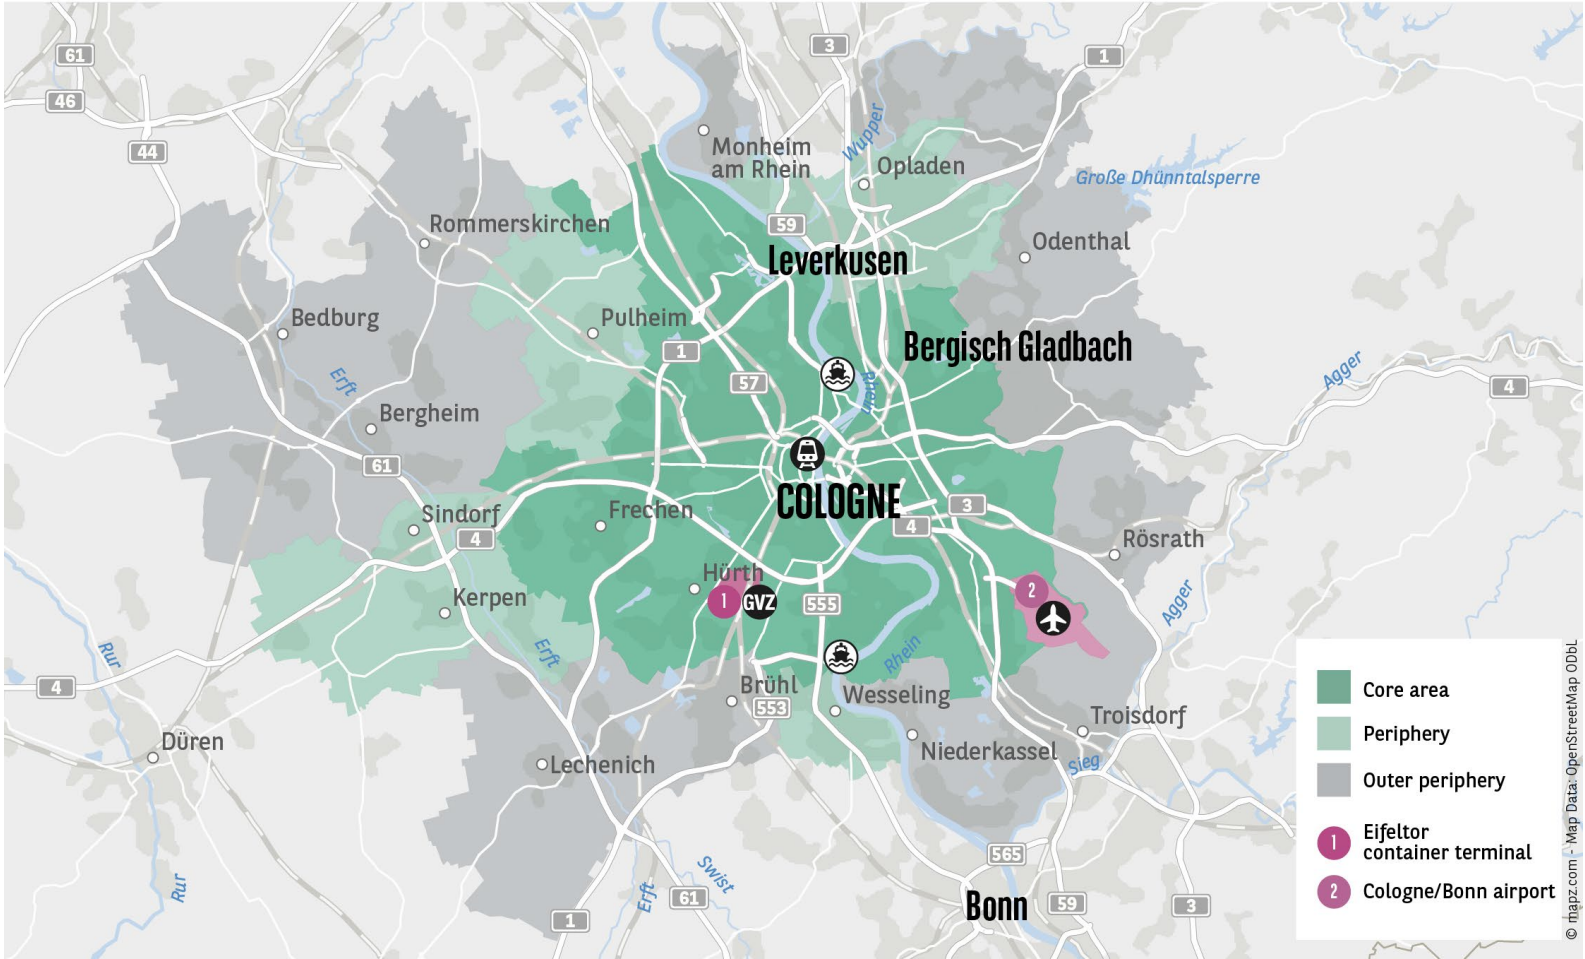 61
3
1
46
44
Wupper
Monheim
am Rhein
Opladen
Große Dhünntalsperre
59
Rommerskirchen
Odenthal
Leverkusen
Bedburg
Pulheim
Bergisch Gladbach
1
57
Erft
Rhein
Agger
4
Bergheim
61
COLOGNE
Sindorf
Frechen
3
4
4
Rösrath
Hürth
1
GVZ
555
2
Kerpen
Agger
Rur
Erft
Rhein
4
Brühl
553
Wesseling
Troisdorf
Düren
Niederkassel
Sieg
Lechenich
565
Swist
Rur
Erft
61
1
Bonn
59
3
Core area
Periphery
Outer periphery
1 Eifeltor
container terminal
2 Cologne/Bonn airport
© mapz.com - Map Data: OpenStreetMap ODbL